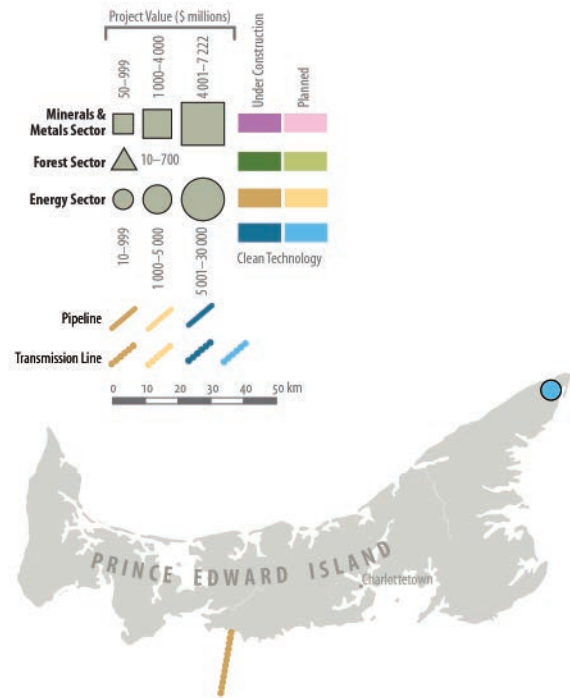 Project Value ($ millions)
50–999
1 000–4 000
4 001–7 222
Under Construction
Planned
Minerals &
Metals Sector
Forest Sector
10–700
Energy Sector
10–999
1 000–5 000
5 001–30 000
Clean Technology
Pipeline
Transmission Line
0 10 20 30 40 50 km
PRINCE EDWARD ISLAND
Charlottetown